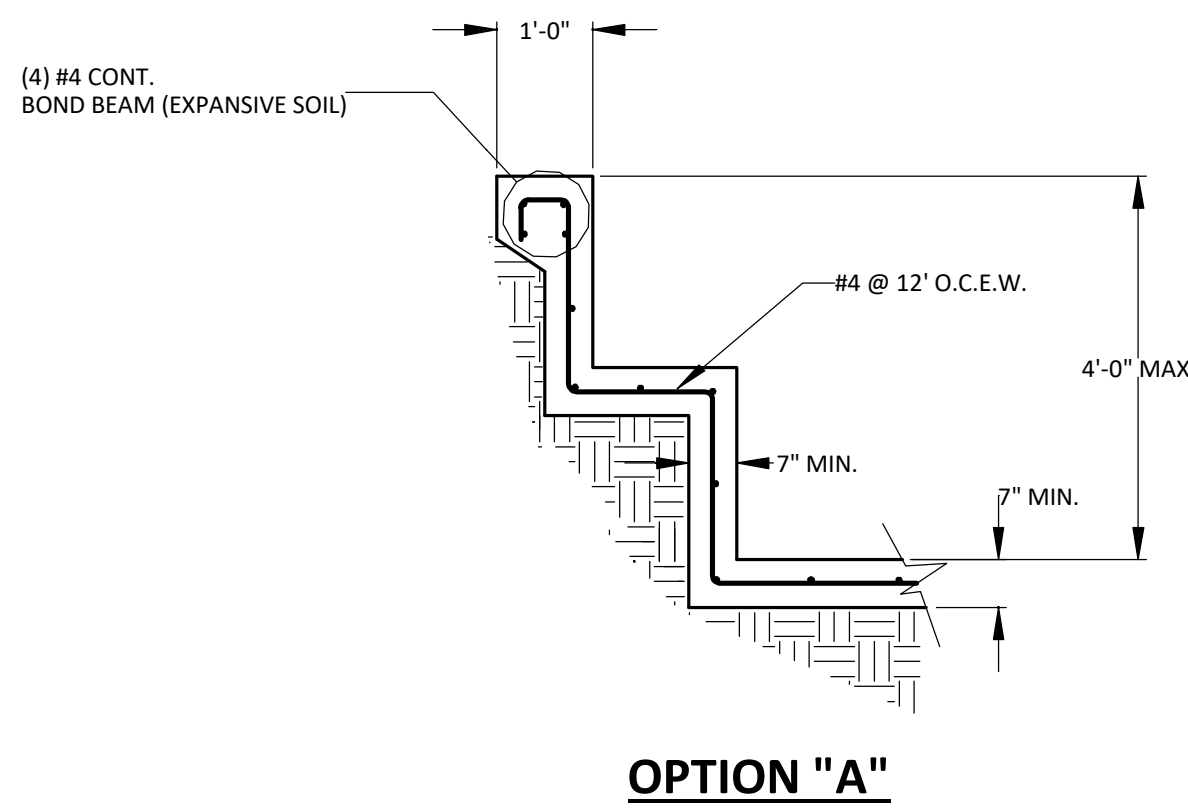 1'-0"
(4) #4 CONT.
BOND BEAM (EXPANSIVE SOIL)
#4 @ 12' O.C.E.W.
4'-0" MAX
7" MIN.
7" MIN.
OPTION "A"